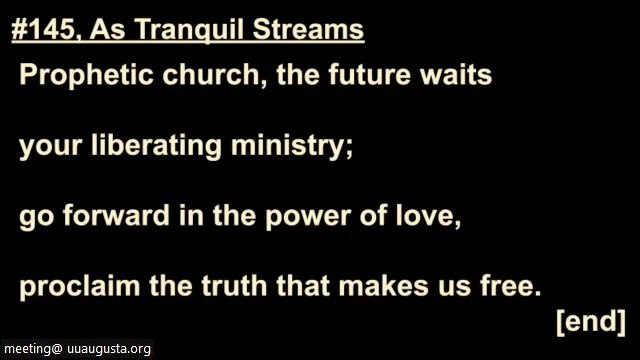 #145, As Tranquil Streams
Prophetic church, the future waits
your liberating ministry;
go forward in the power of love,
proclaim the truth that makes us free.
[end]
meeting@ uuaugusta.org